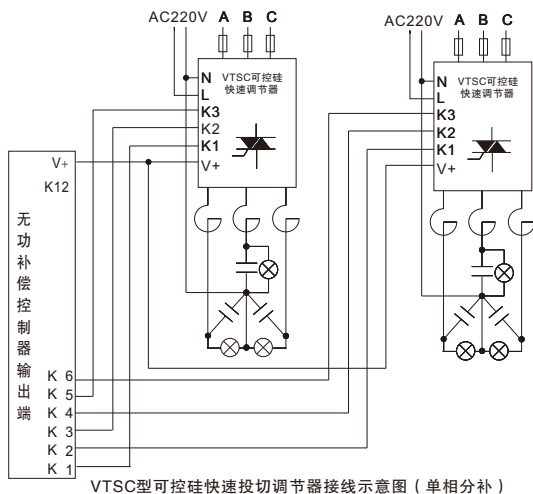 AC220V A B C
VTSC可控硅
快速调节器
N
L
K3
K2
K1
V+
AC220V A B C
VTSC可控硅
快速调节器
N
L
K3
K2
K1
V+
V+
K12
无功补偿控制器输出端
K 6
K 5
K 4
K 3
K 2
K 1
VTSC型可控硅快速投切调节器接线示意图（单相分补）